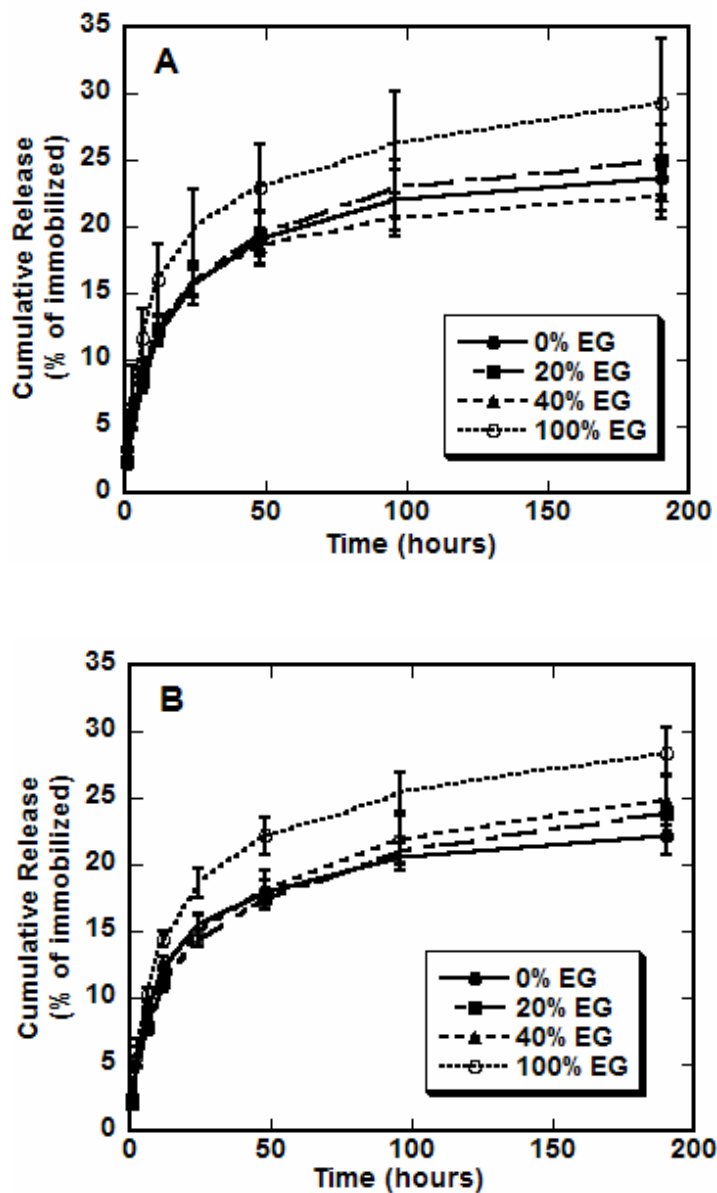 A
35
30
25
20
15
10
5
0
Cumulative Release
(% of immobilized)
0% EG
20% EG
40% EG
100% EG
0 50 100 150 200
Time (hours)
B
35
30
25
20
15
10
5
0
Cumulative Release
(% of immobilized)
0% EG
20% EG
40% EG
100% EG
0 50 100 150 200
Time (hours)